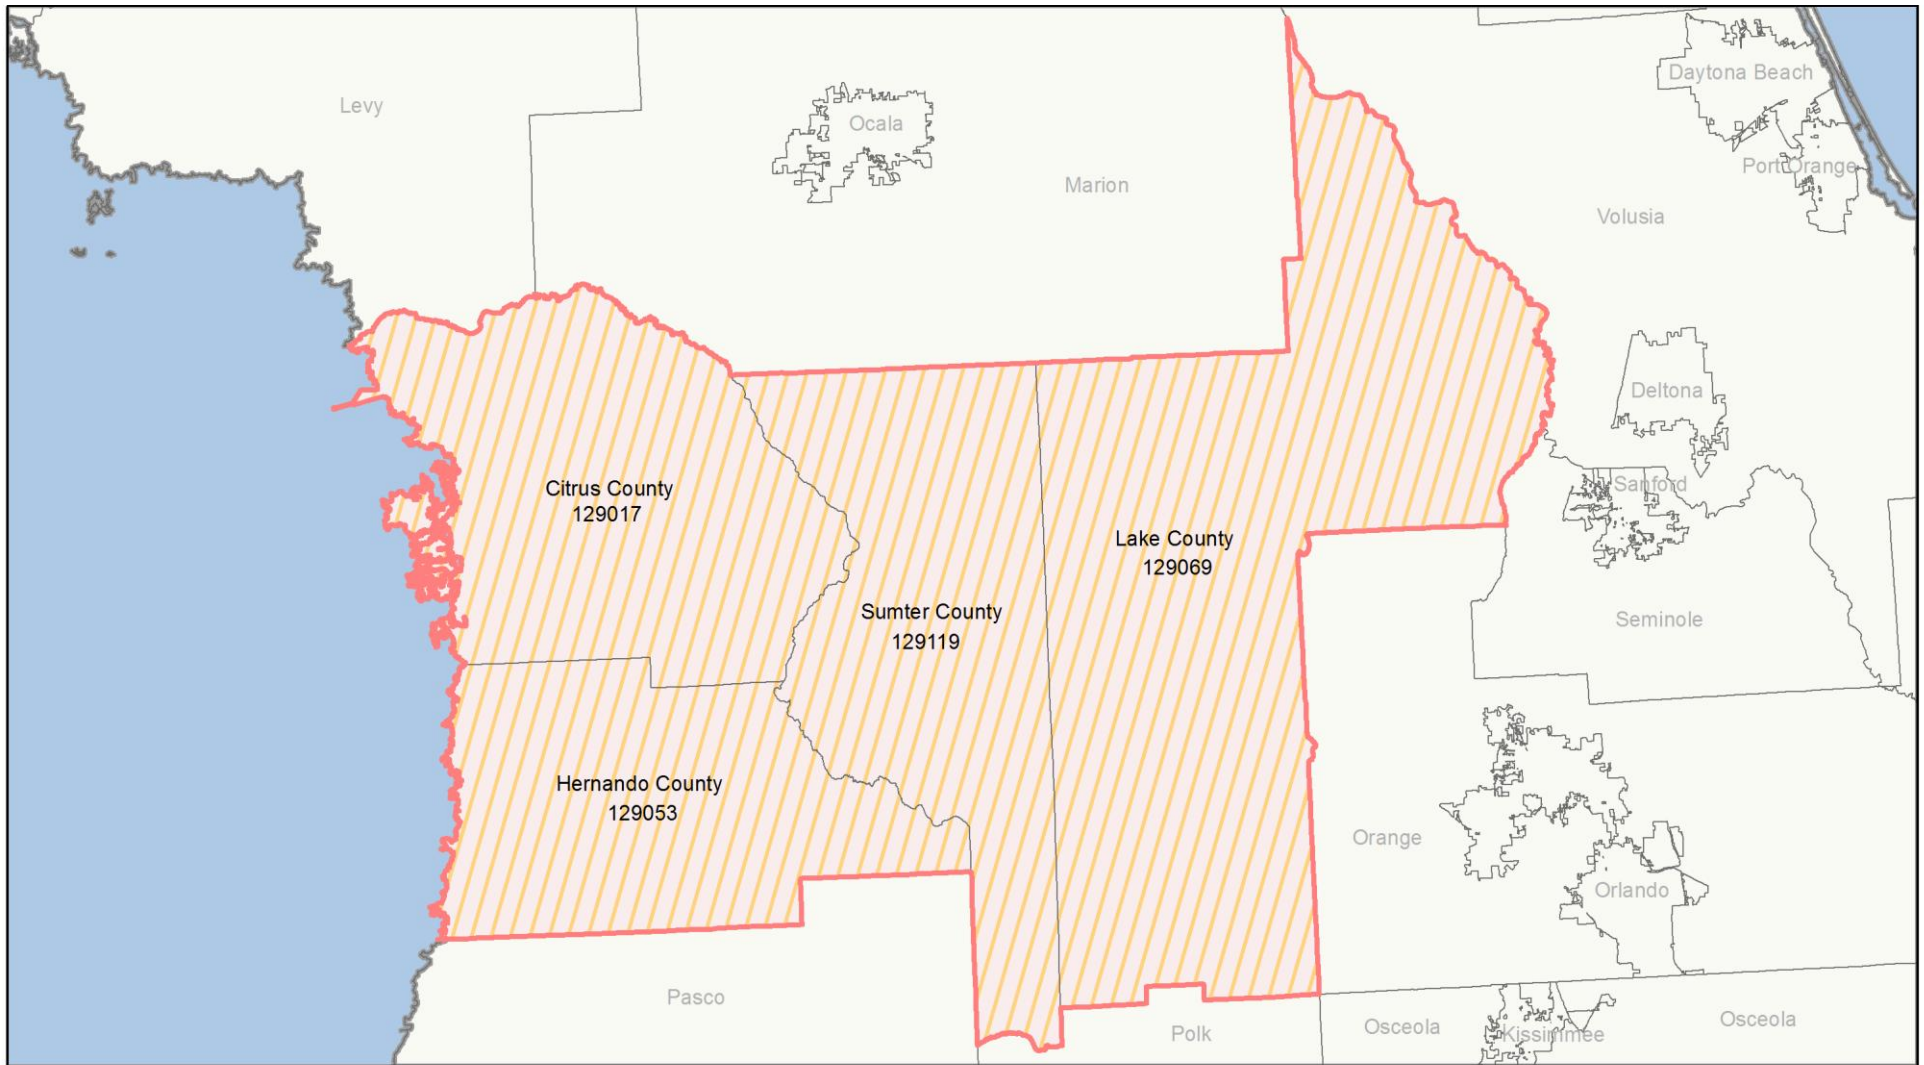 Daytona Beach
Levy
Ocala
Port Orange
Marion
Volusia
Deltona
Sanford
Citrus County
129017
Lake County
129069
Sumter County
129119
Seminole
Hernando County
129053
Orange
Orlando
Pasco
Polk
Osceola
Kissimmee
Osceola